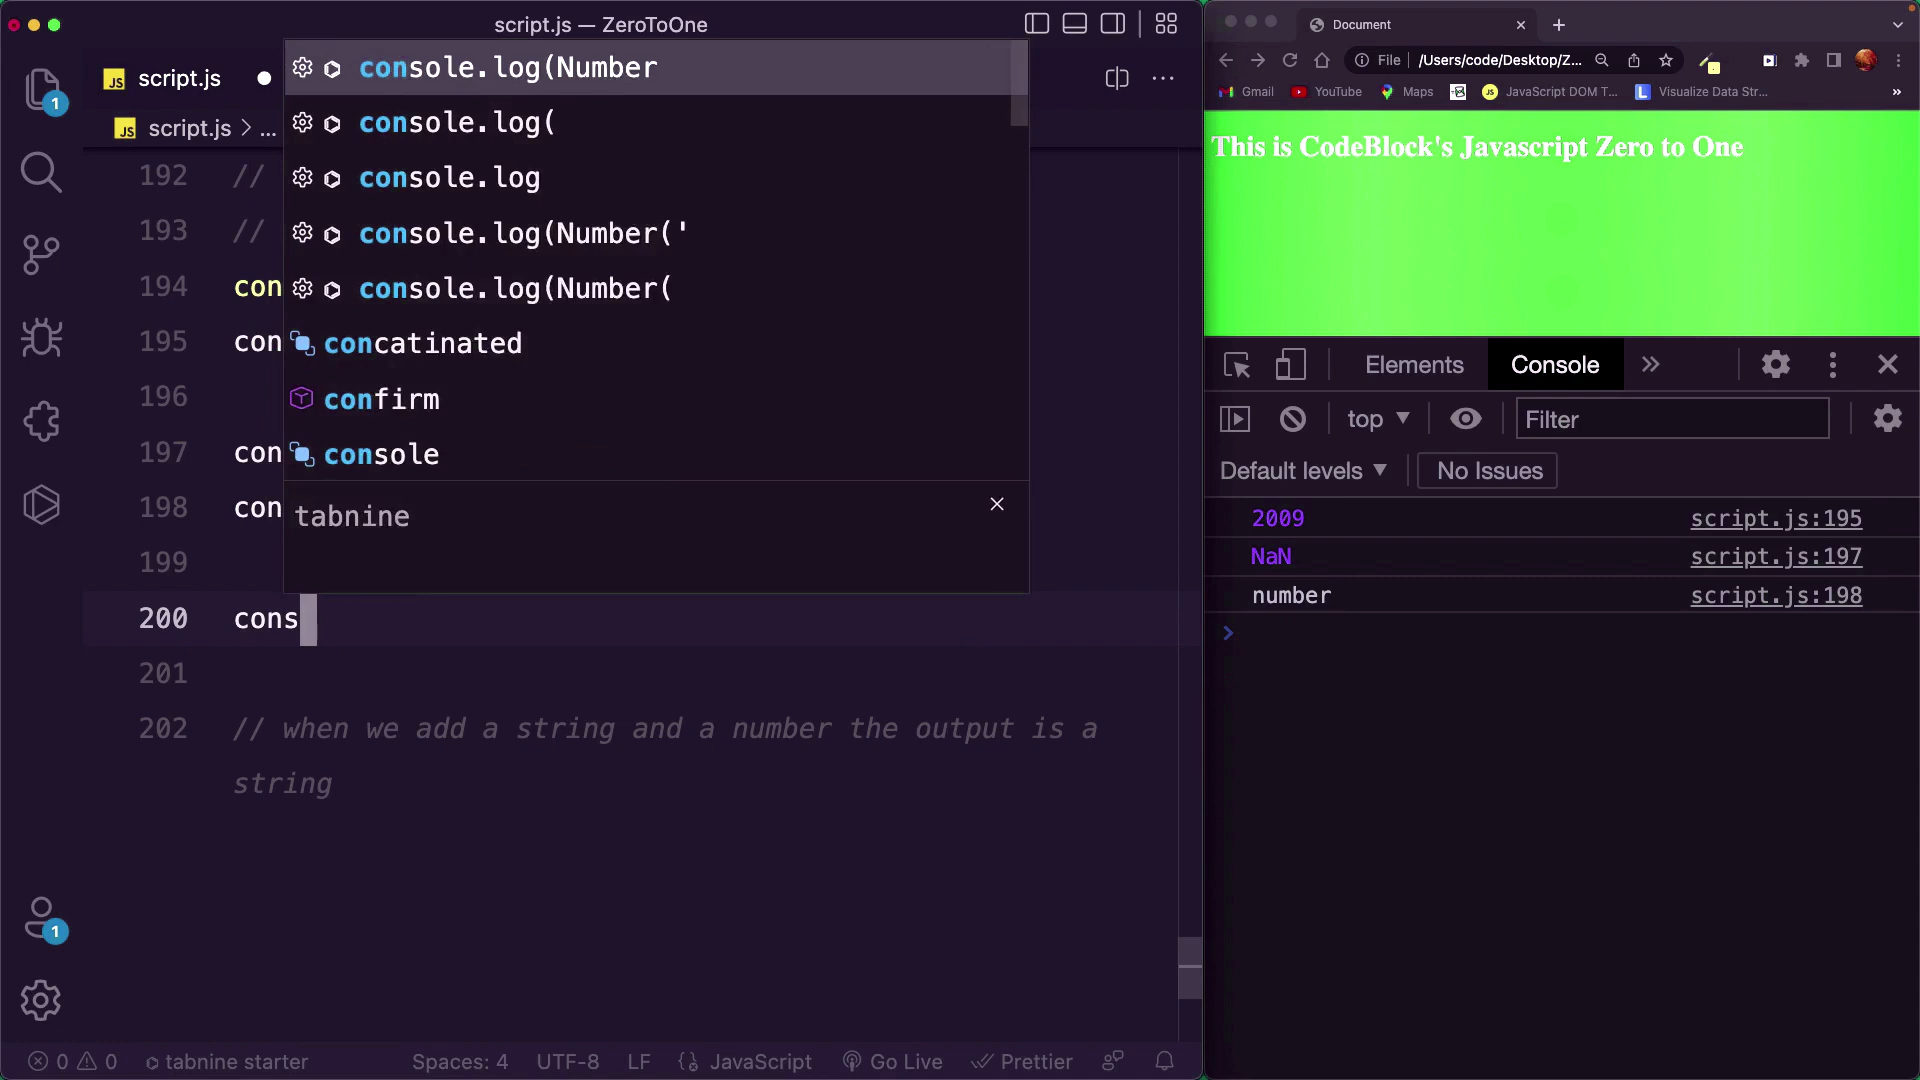 script.js — ZeroToOne
script.js
script.js > ...
1
192 //
193 //
194 con
195 con
196
197 con
198 con
199
200 cons
201
202 // when we add a string and a number the output is a
string
console.log(Number
console.log(
console.log
console.log(Number('
console.log(Number(
concatinated
confirm
console
tabnine
1
0 0 tabnine starter Spaces: 4 UTF-8 LF JavaScript Go Live Prettier
Document
File /Users/code/Desktop/Z...
Gmail YouTube Maps JavaScript DOM T... Visualize Data Str... »
This is CodeBlock's Javascript Zero to One
Elements Console »
top Filter
Default levels No Issues
2009 script.js:195
NaN script.js:197
number script.js:198
>